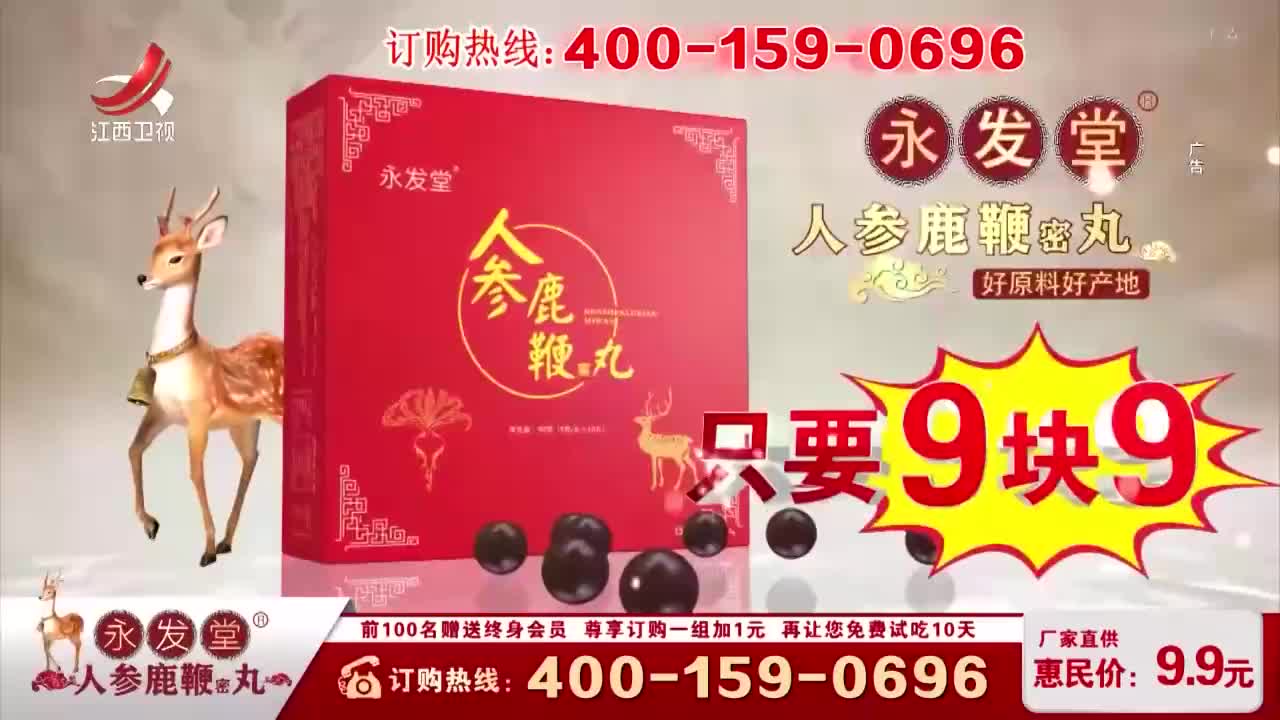 订购热线:400-159-0696
江西卫视
永发堂®
广告
人参鹿鞭密丸
好原料好产地
永发堂®
人参鹿鞭丸
只要9块9
永发堂®
人参鹿鞭密丸
前100名赠送终身会员 尊享订购一组加1元 再让您免费试吃10天
订购热线:400-159-0696
厂家直供
惠民价:9.9元